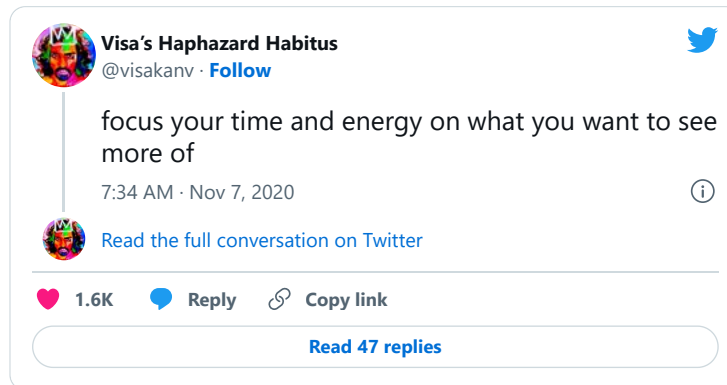 Visa's Haphazard Habitus
@visakanv · Follow
focus your time and energy on what you want to see
more of
7:34 AM · Nov 7, 2020
Read the full conversation on Twitter
1.6K Reply Copy link
Read 47 replies